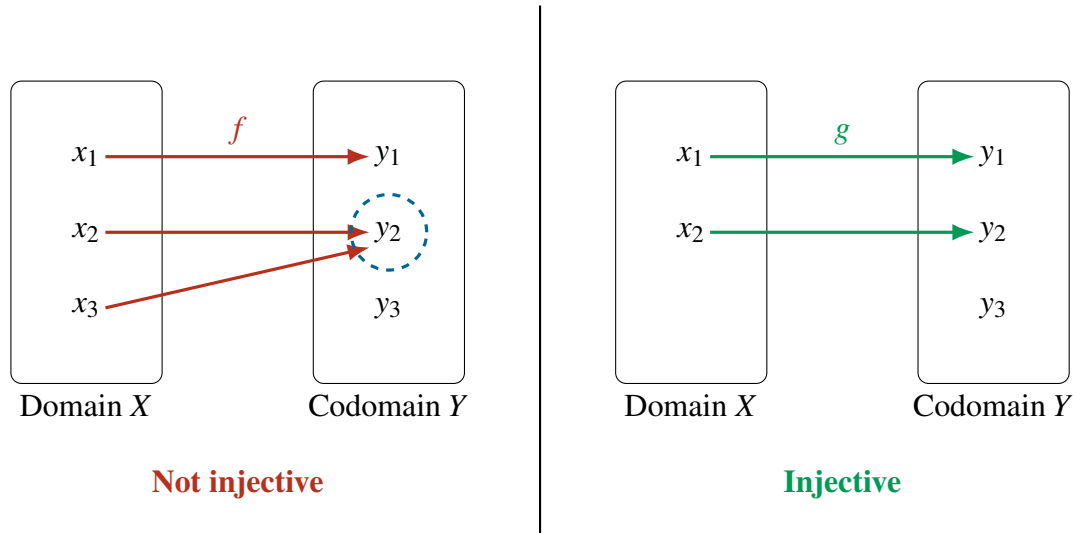 f
x₁ y₁
x₂ y₂
x₃ y₃
Domain X Codomain Y
Not injective
g
x₁ y₁
x₂ y₂
y₃
Domain X Codomain Y
Injective